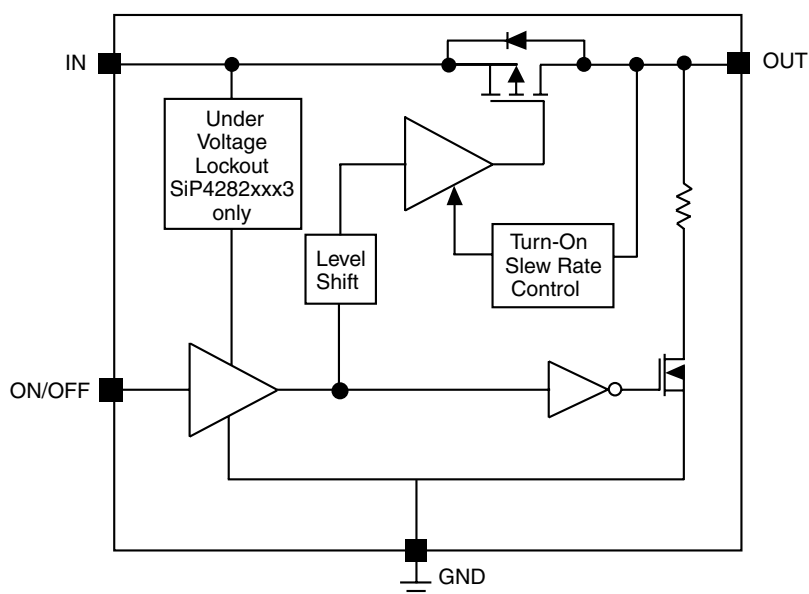 IN
OUT
Under
Voltage
Lockout
SiP4282xxx3
only
Level
Shift
Turn-On
Slew Rate
Control
ON/OFF
GND